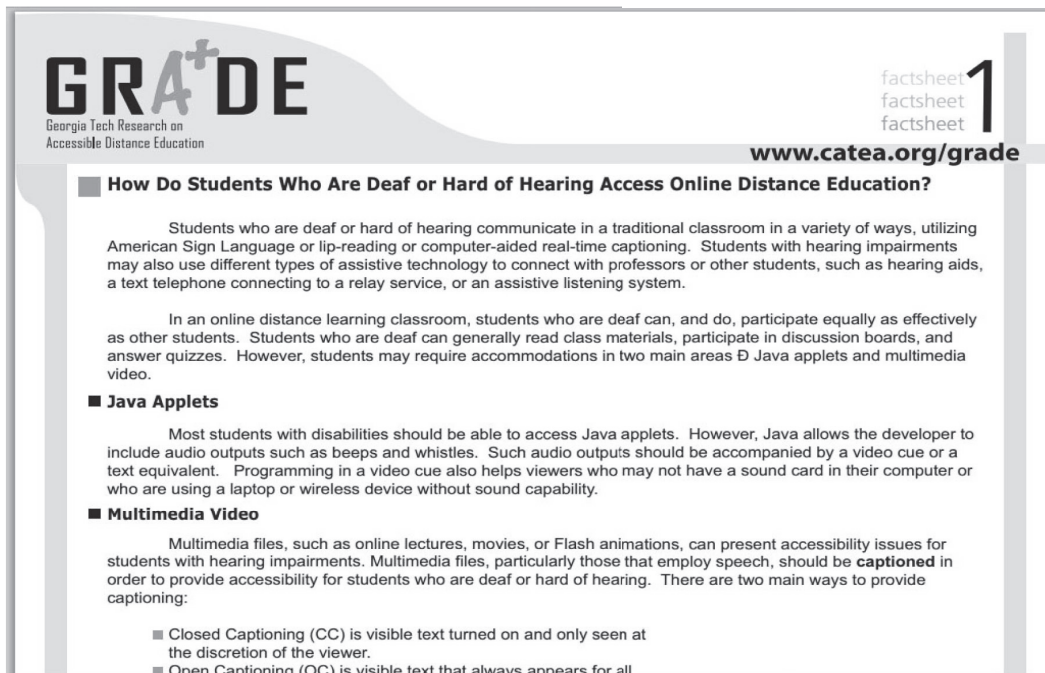 GRA+DE
Georgia Tech Research on
Accessible Distance Education
factsheet
factsheet
factsheet
1
www.catea.org/grade
How Do Students Who Are Deaf or Hard of Hearing Access Online Distance Education?
Students who are deaf or hard of hearing communicate in a traditional classroom in a variety of ways, utilizing
American Sign Language or lip-reading or computer-aided real-time captioning.  Students with hearing impairments
may also use different types of assistive technology to connect with professors or other students, such as hearing aids,
a text telephone connecting to a relay service, or an assistive listening system.
In an online distance learning classroom, students who are deaf can, and do, participate equally as effectively
as other students.  Students who are deaf can generally read class materials, participate in discussion boards, and
answer quizzes.  However, students may require accommodations in two main areas Ð Java applets and multimedia
video.
Java Applets
Most students with disabilities should be able to access Java applets.  However, Java allows the developer to
include audio outputs such as beeps and whistles.  Such audio outputs should be accompanied by a video cue or a
text equivalent.   Programming in a video cue also helps viewers who may not have a sound card in their computer or
who are using a laptop or wireless device without sound capability.
Multimedia Video
Multimedia files, such as online lectures, movies, or Flash animations, can present accessibility issues for
students with hearing impairments. Multimedia files, particularly those that employ speech, should be captioned in
order to provide accessibility for students who are deaf or hard of hearing.  There are two main ways to provide
captioning:
Closed Captioning (CC) is visible text turned on and only seen at
the discretion of the viewer.
Open Captioning (OC) is visible text that always appears for all